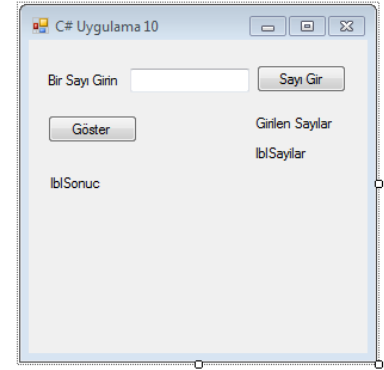 C# Uygulama 10
Bir Sayı Girin
Sayı Gir
Göster
Girilen Sayılar
lblSayilar
lblSonuc